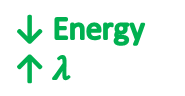 ↓ Energy
↑ λ